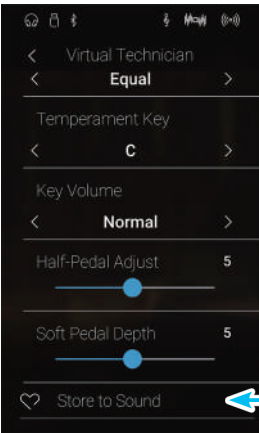 Virtual Technician
Equal
Temperament Key
C
Key Volume
Normal
Half-Pedal Adjust 5
Soft Pedal Depth 5
Store to Sound